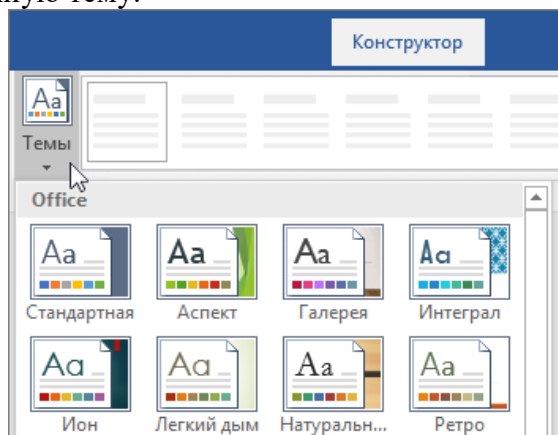 тему.
Конструктор
Aa
Темы
Office
Aa Aa Aa Aa
Стандартная Аспект Галерея Интеграл
Aa Aa Aa Aa
Ион Легкий дым Натуральн... Ретро